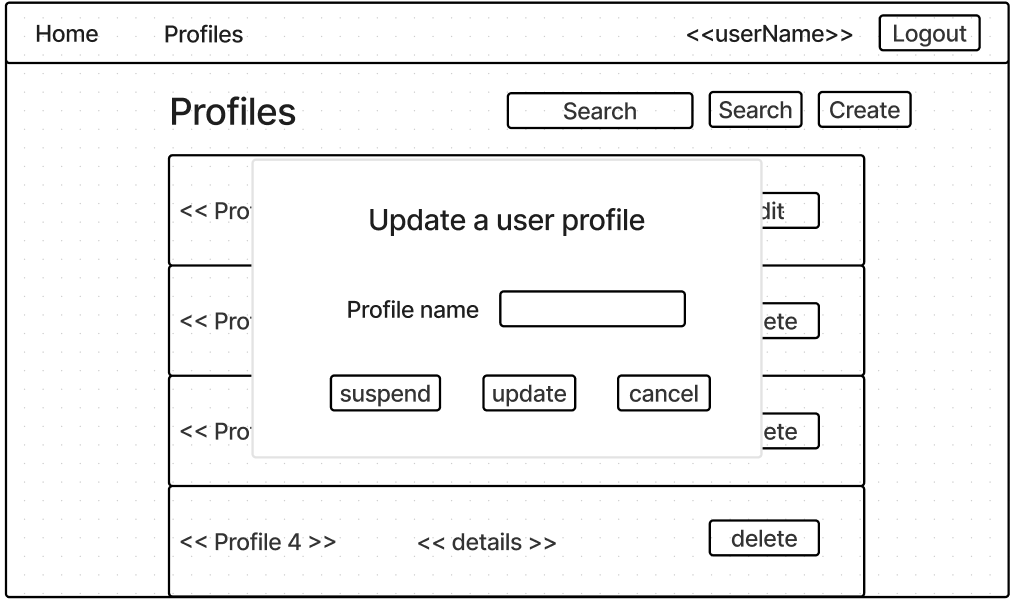 Home Profiles <<userName>> Logout
Profiles Search Search Create
<< Pro dit
Update a user profile
Profile name
<< Pro ete
suspend update cancel
<< Pro ete
<< Profile 4 >> << details >> delete